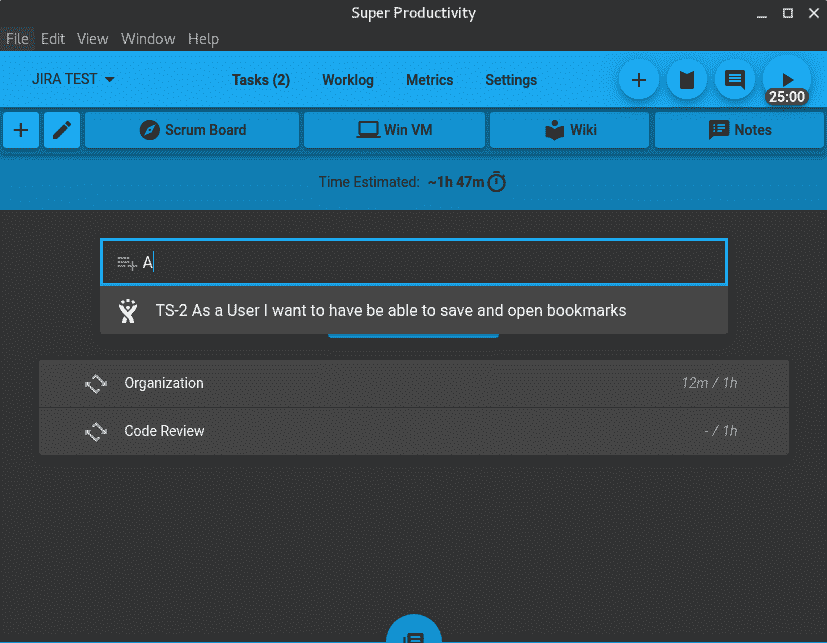 Super Productivity
File Edit View Window Help
JIRA TEST Tasks (2) Worklog Metrics Settings
25:00
Scrum Board Win VM Wiki Notes
Time Estimated: ~1h 47m
A
TS-2 As a User I want to have be able to save and open bookmarks
Organization 12m / 1h
Code Review - / 1h